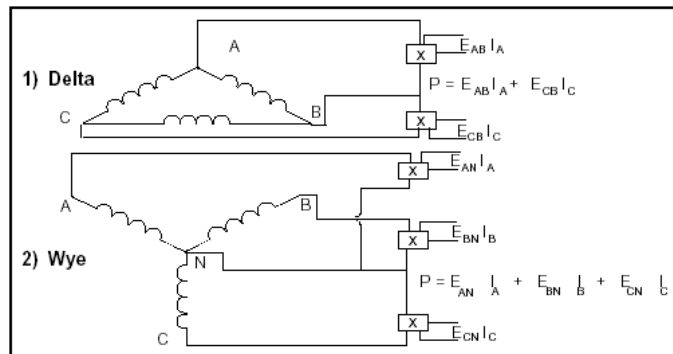 A
X
E_AB I_A
1) Delta
P = E_AB I_A + E_CB I_C
C
B
X
E_CB I_C
X
E_AN I_A
A
B
X
E_BN I_B
2) Wye
N
P = E_AN I_A + E_BN I_B + E_CN I_C
X
E_CN I_C
C